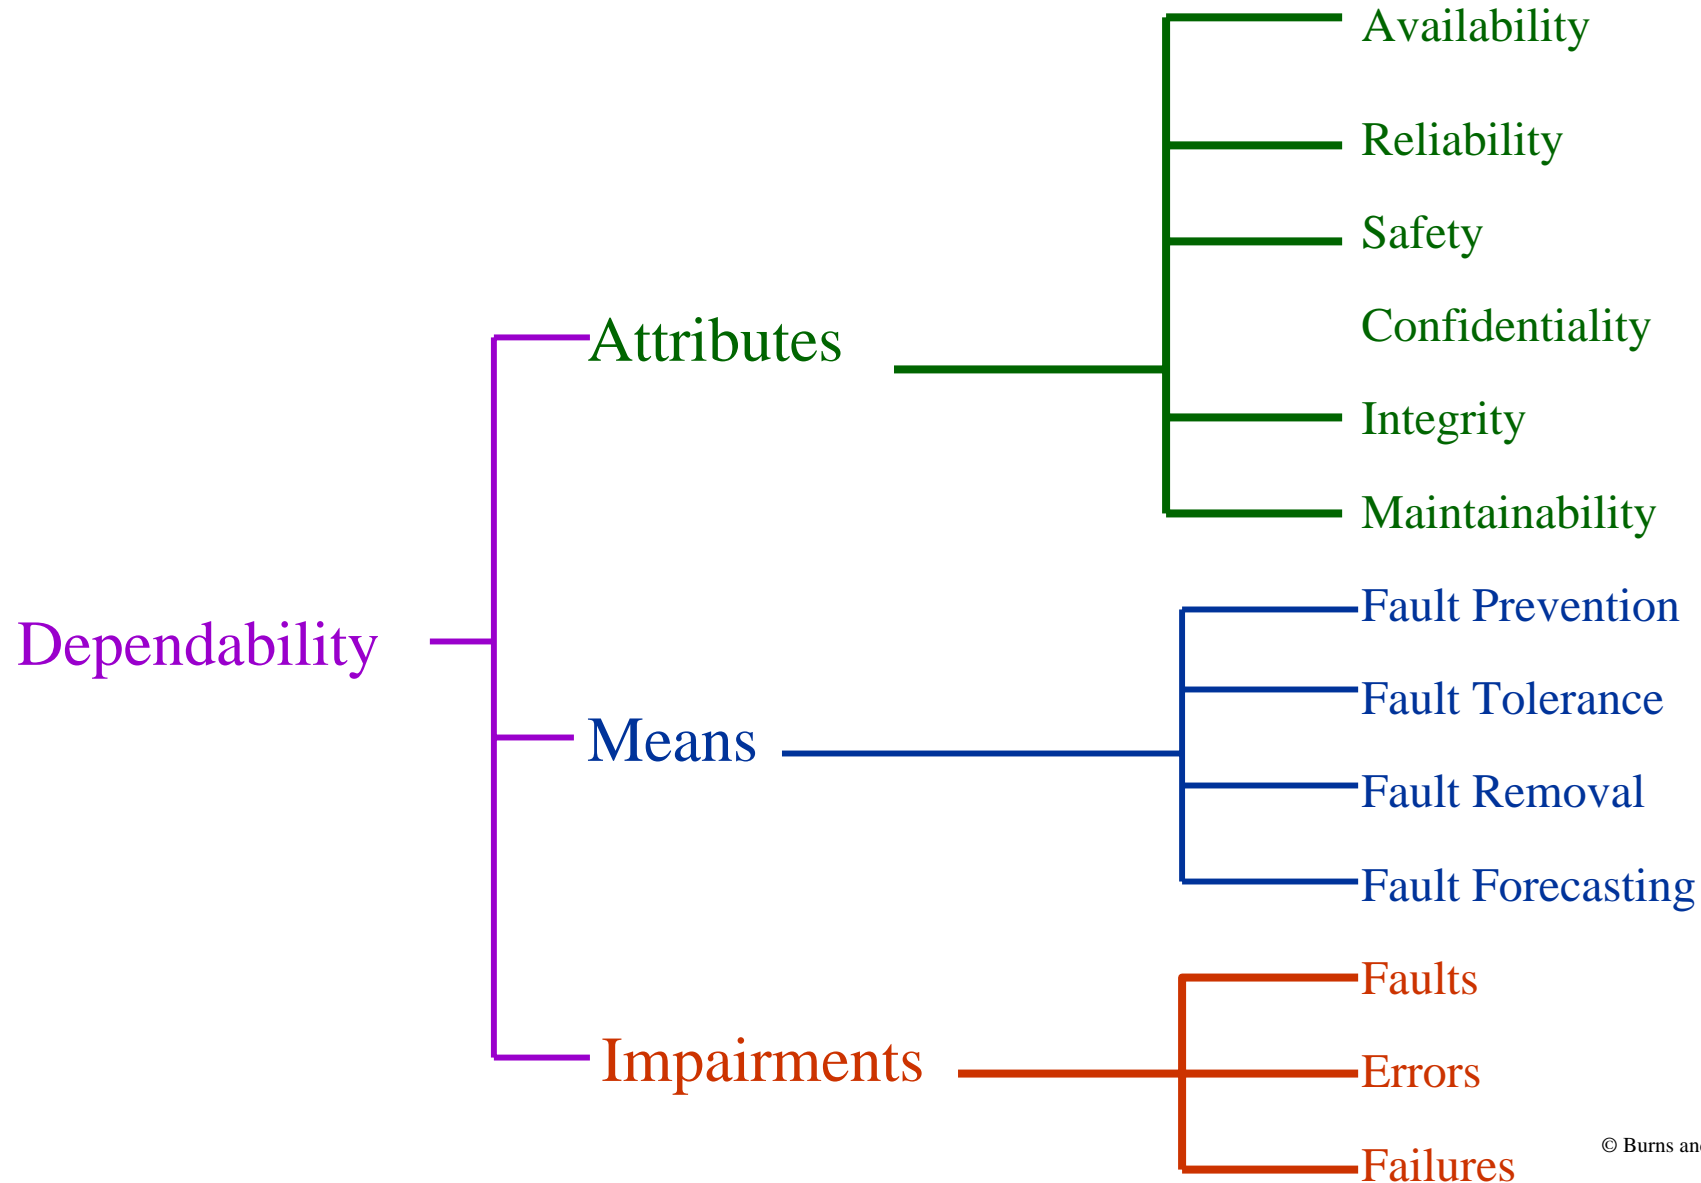 Availability
Reliability
Safety
Confidentiality
Attributes
Integrity
Maintainability
Dependability
Fault Prevention
Means
Fault Tolerance
Fault Removal
Fault Forecasting
Faults
Impairments
Errors
Failures
© Burns and